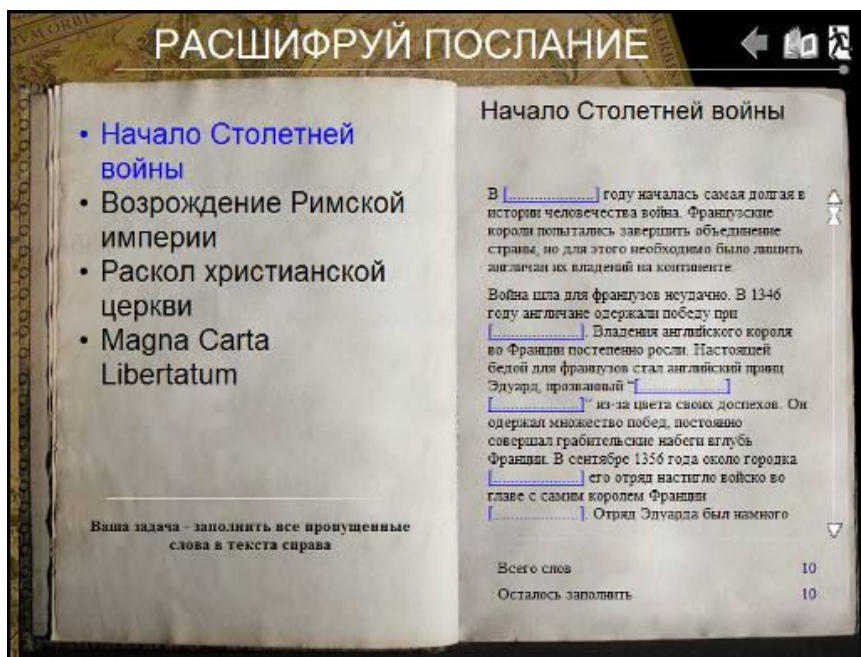 РАСШИФРУЙ ПОСЛАНИЕ
• Начало Столетней
войны
• Возрождение Римской
империи
• Раскол христианской
церкви
• Magna Carta
Libertatum
Ваша задача - заполнить все пропущенные
слова в текста справа
Начало Столетней войны
В [.....................] году началась самая долгая в
истории человечества война. Французские
короли попытались завершить объединение
страны, но для этого необходимо было лишить
англичан их владений на континенте.
Война шла для французов неудачно. В 1346
году англичане одержали победу при
[.....................]. Владения английского короля
во Франции постепенно росли. Настоящей
бедой для французов стал английский принц
Эдуард, прозванный "[.....................]
[.....................]" из-за цвета своих доспехов. Он
одержал множество побед, постоянно
совершал грабительские набеги вглубь
Франции. В сентябре 1356 года около городка
[.....................] его отряд настигло войско во
главе с самим королем Франции
[.....................]. Отряд Эдуарда был намного
Всего слов 10
Осталось заполнить 10